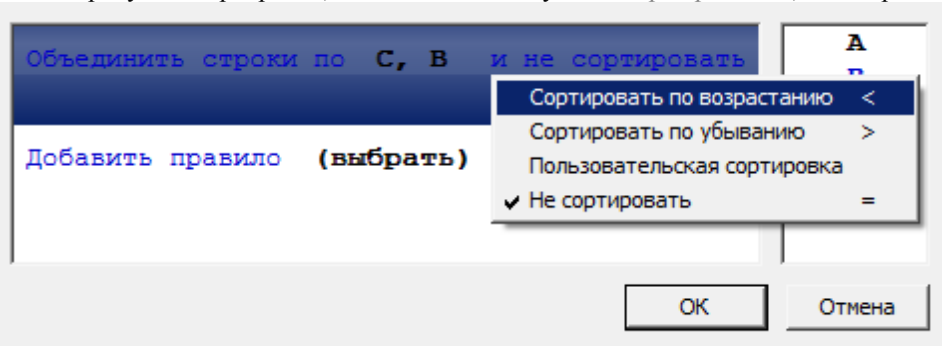 Объединить строки по C, B и не сортировать
A
Сортировать по возрастанию <
Сортировать по убыванию >
Добавить правило (выбрать)
Пользовательская сортировка
Не сортировать =
OK
Отмена